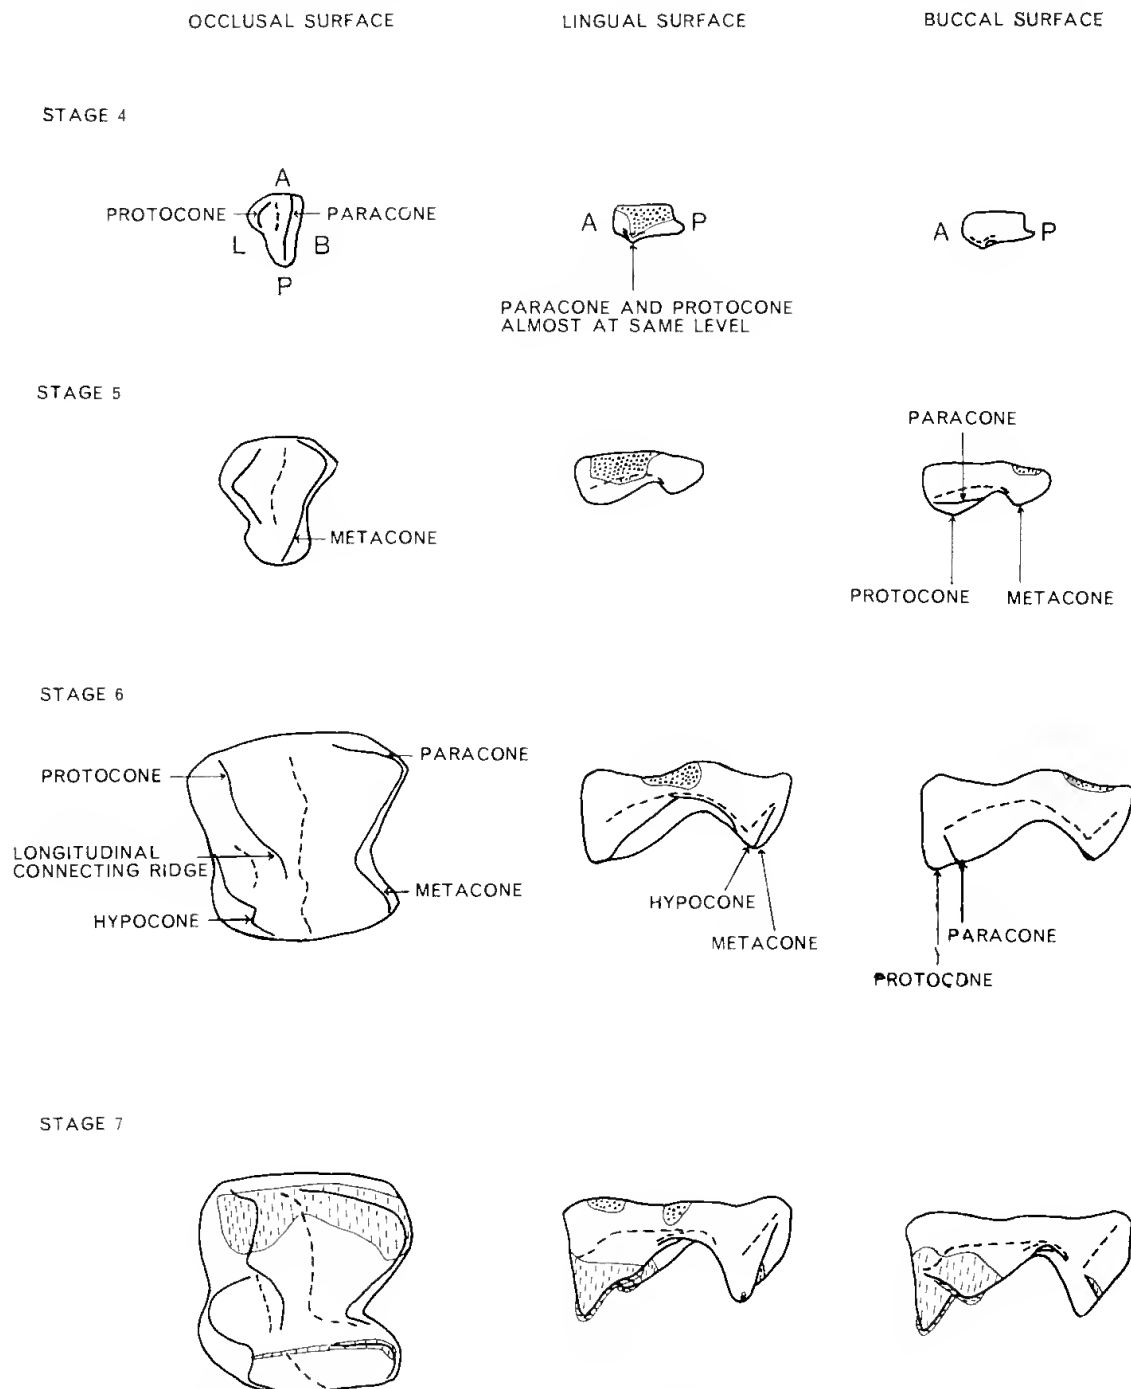 OCCLUSAL SURFACE
LINGUAL SURFACE
BUCCAL SURFACE
STAGE 4
A
PROTOCONE
PARACONE
L
B
P
A
P
PARACONE AND PROTOCONE
ALMOST AT SAME LEVEL
A
P
STAGE 5
METACONE
PARACONE
PROTOCONE
METACONE
STAGE 6
PROTOCONE
PARACONE
LONGITUDINAL
CONNECTING RIDGE
METACONE
HYPOCONE
HYPOCONE
METACONE
PARACONE
PROTOCONE
STAGE 7